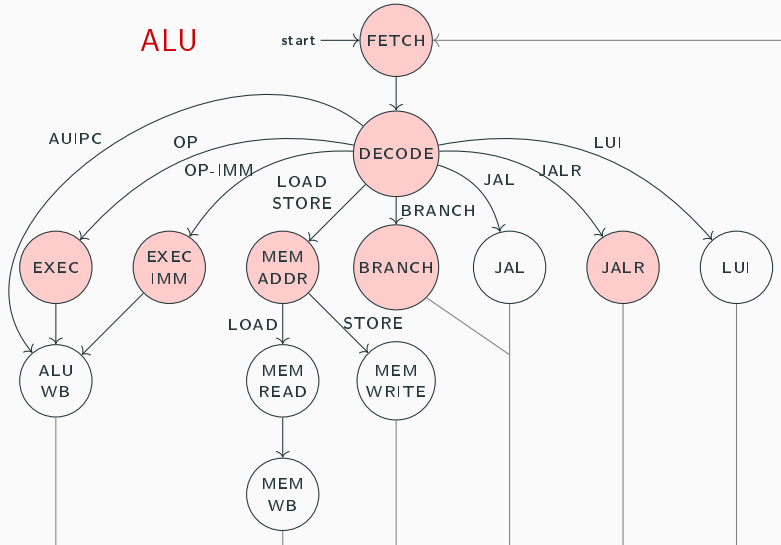 ALU
start
FETCH
AUIPC
OP
OP-IMM
LOAD
STORE
DECODE
BRANCH
JAL
JALR
LUI
EXEC
EXEC
IMM
MEM
ADDR
BRANCH
JAL
JALR
LUI
LOAD
STORE
ALU
WB
MEM
READ
MEM
WRITE
MEM
WB